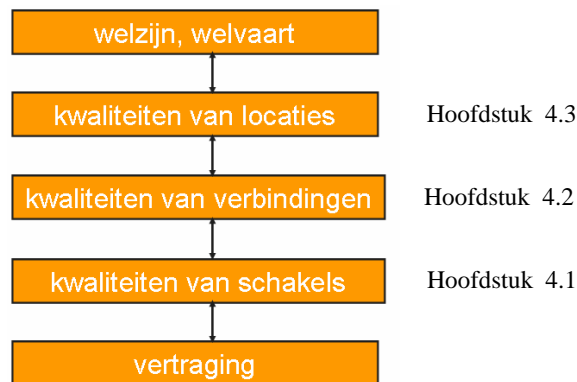 welzijn, welvaart
kwaliteiten van locaties Hoofdstuk 4.3
kwaliteiten van verbindingen Hoofdstuk 4.2
kwaliteiten van schakels Hoofdstuk 4.1
vertraging